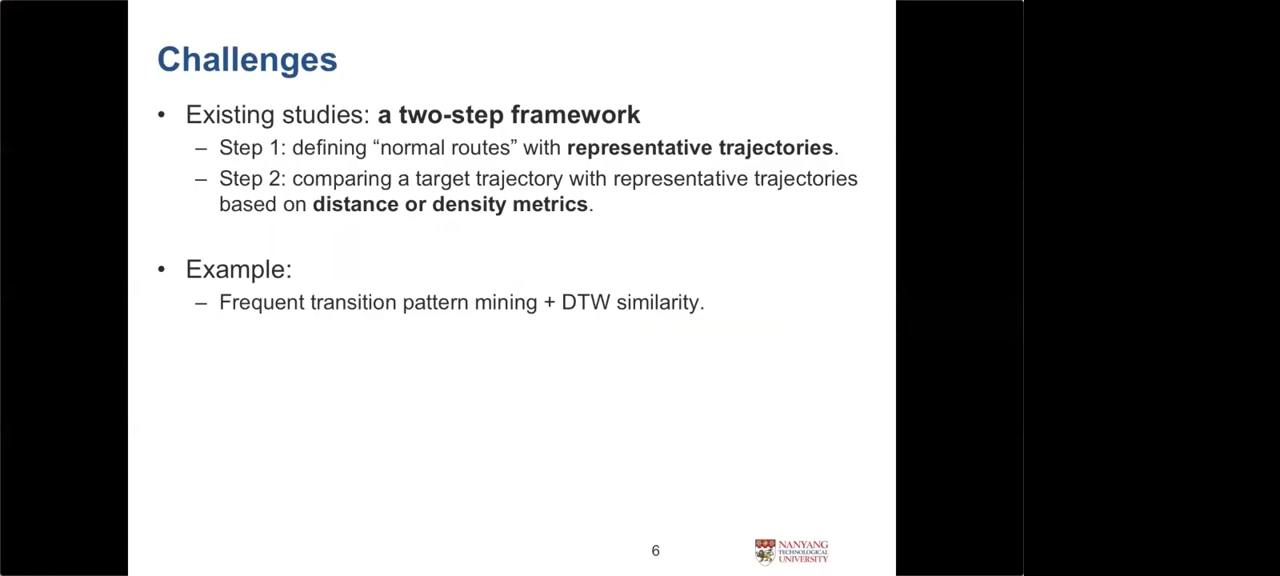 Challenges
• Existing studies: a two-step framework
– Step 1: defining “normal routes” with representative trajectories.
– Step 2: comparing a target trajectory with representative trajectories
based on distance or density metrics.
• Example:
– Frequent transition pattern mining + DTW similarity.
6
NANYANG
TECHNOLOGICAL
UNIVERSITY